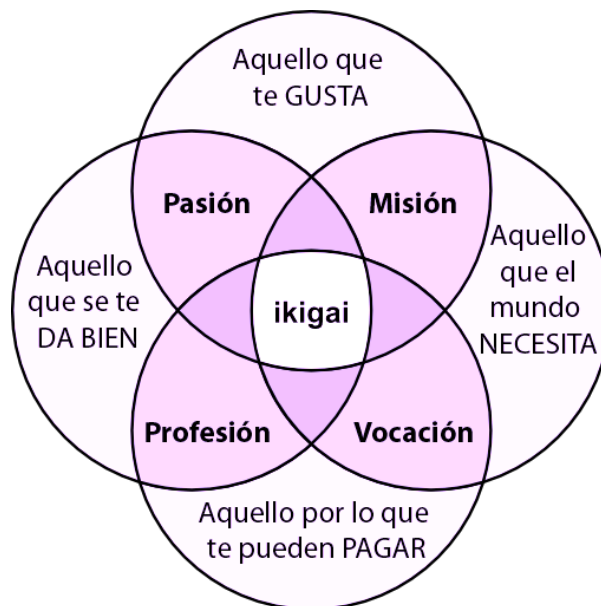 Aquello que
te GUSTA
Pasión
Misión
Aquello
que se te
DA BIEN
ikigai
Aquello
que el
mundo
NECESITA
Profesión
Vocación
Aquello por lo que
te pueden PAGAR